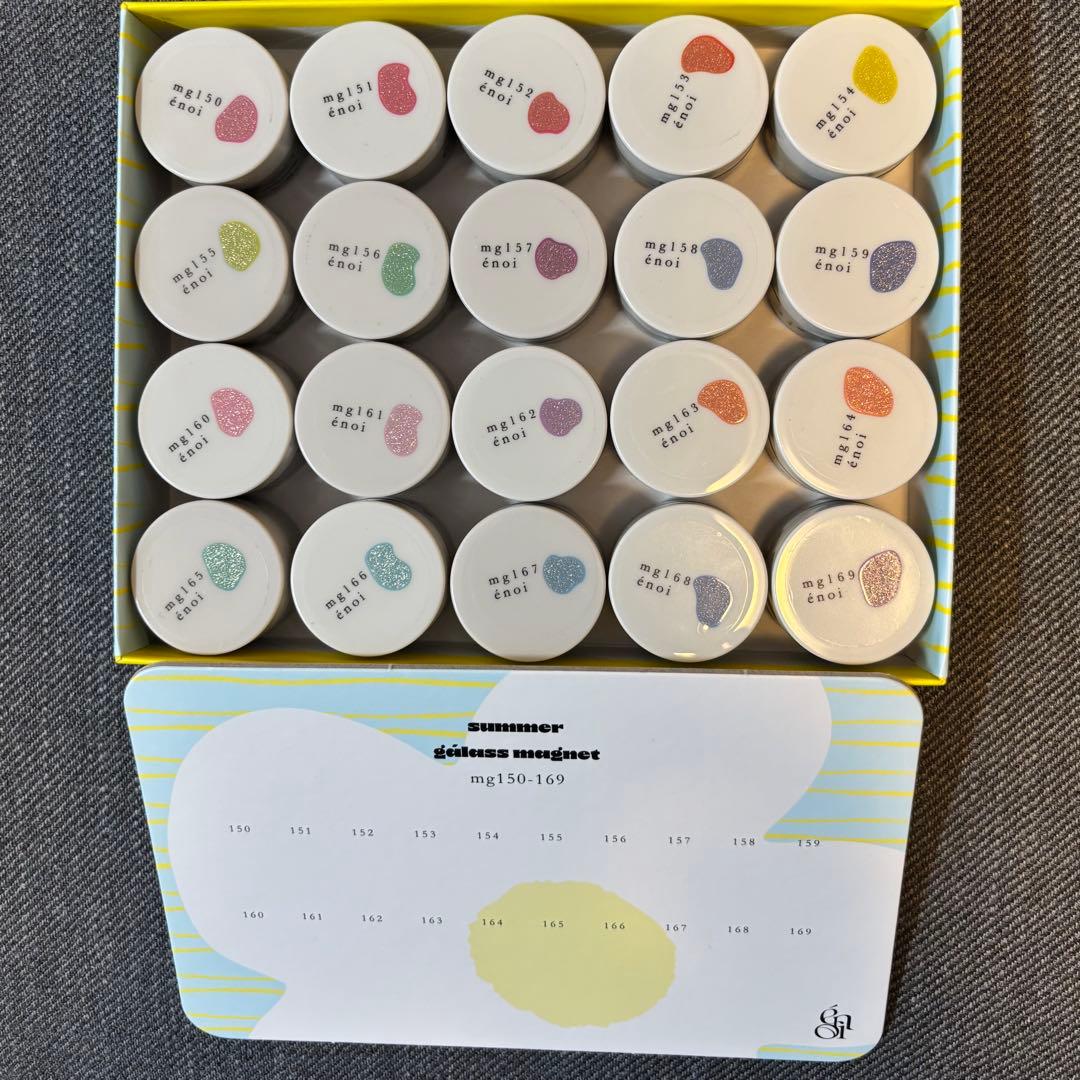 mg150
énoi
mg151
énoi
mg152
énoi
mg153
énoi
mg154
énoi
mg155
énoi
mg156
énoi
mg157
énoi
mg158
énoi
mg159
énoi
mg160
énoi
mg161
énoi
mg162
énoi
mg163
énoi
mg164
énoi
mg165
énoi
mg166
énoi
mg167
énoi
mg168
énoi
mg169
énoi
summer
gálass magnet
mg150-169
150 151 152 153 154 155 156 157 158 159
160 161 162 163 164 165 166 167 168 169
énoi